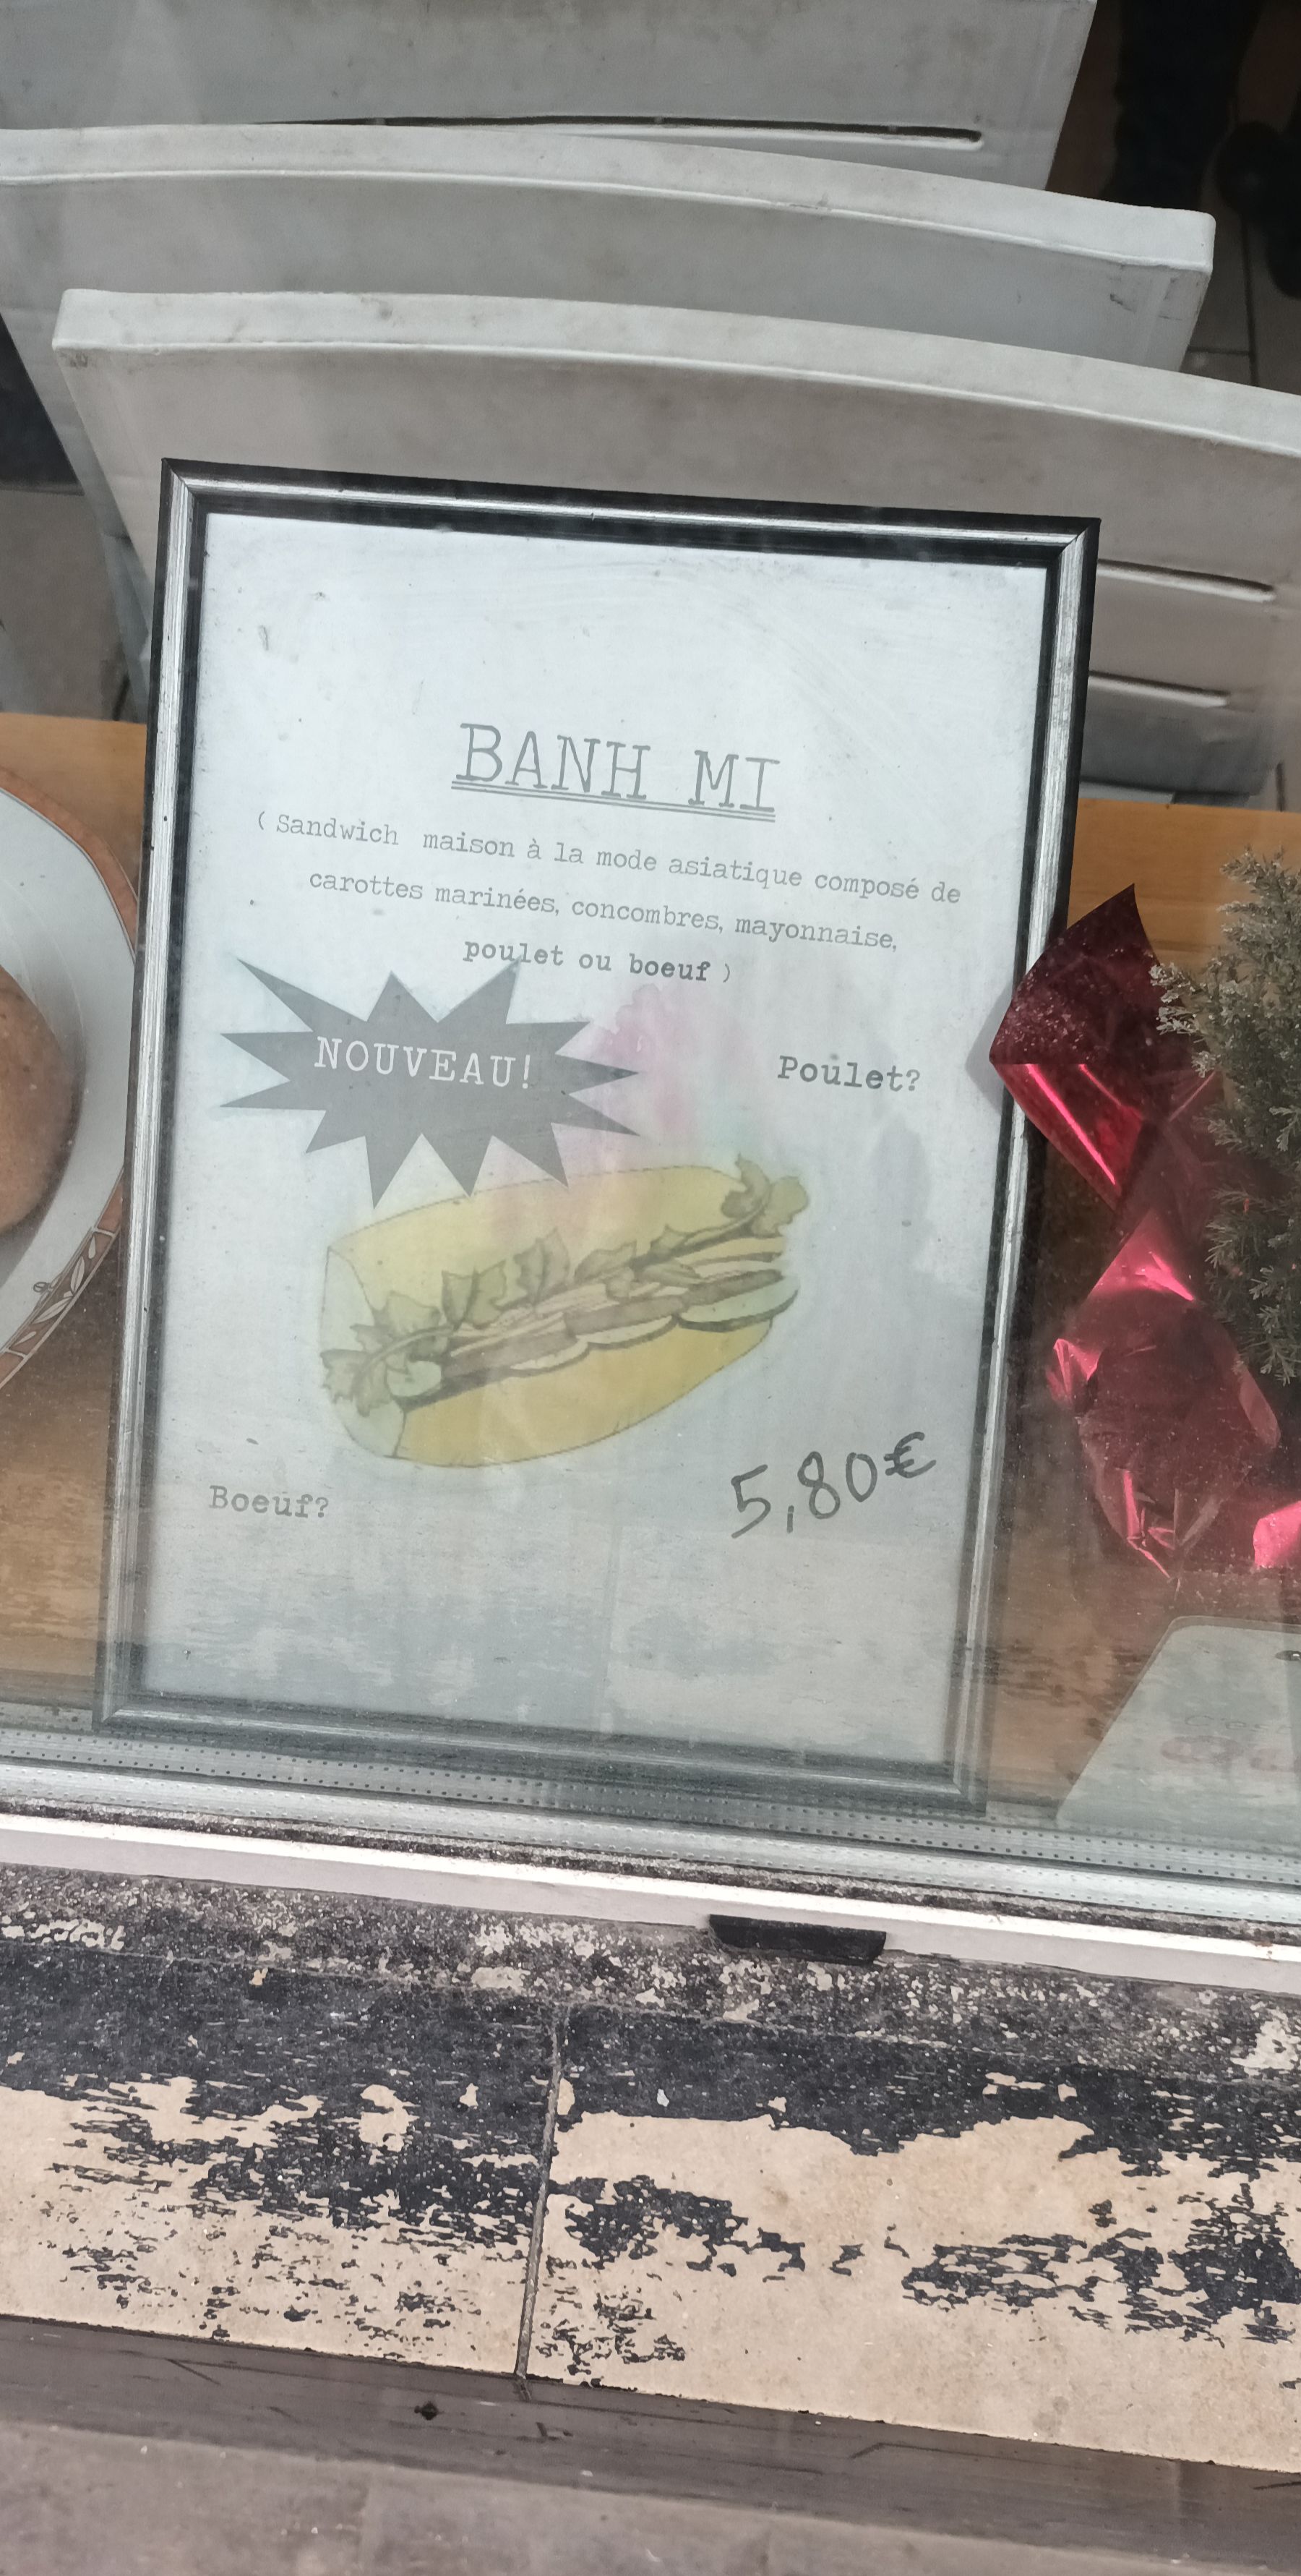 BANH MI
( Sandwich maison à la mode asiatique composé de
carottes marinées, concombres, mayonnaise,
poulet ou boeuf )
NOUVEAU!
Poulet?
Boeuf?
5,80€